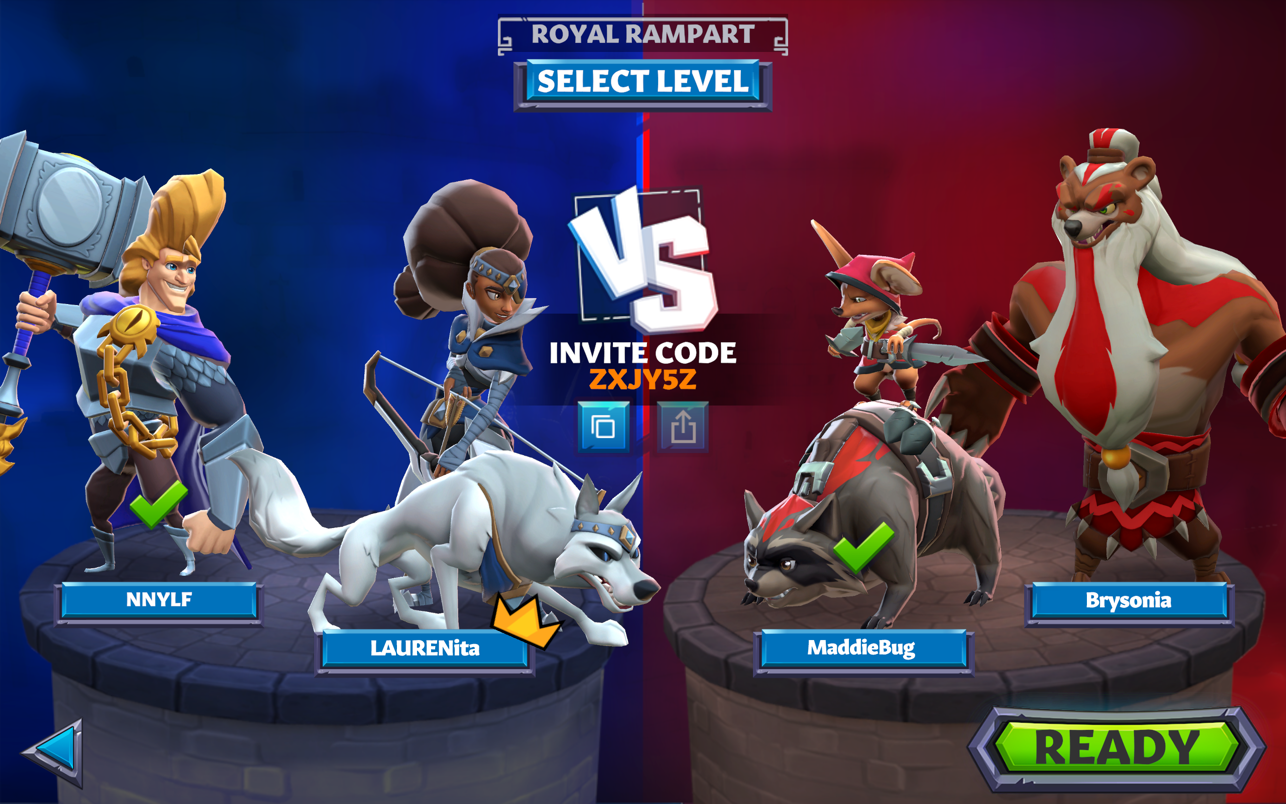 ROYAL RAMPART
SELECT LEVEL
VS
INVITE CODE
ZXJY5Z
NNYLF
LAURENita
MaddieBug
Brysonia
READY